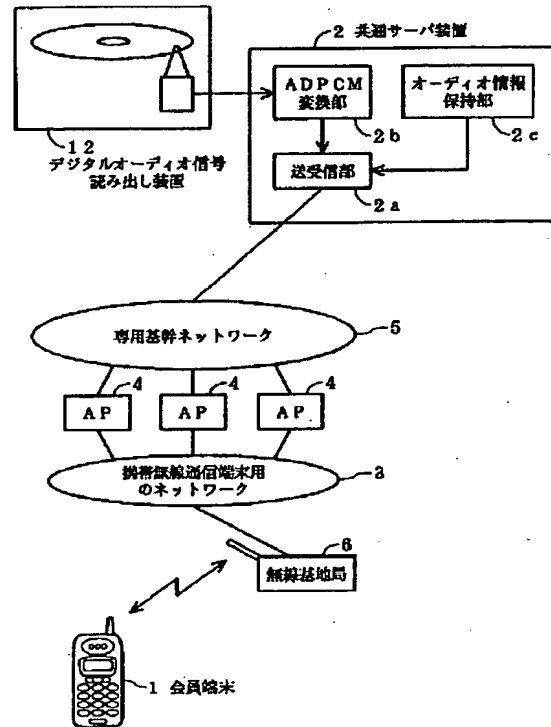 2 共通サーバ装置
ADPCM
変換部
2b
オーディオ情報
保持部
2c
送受信部
2a
12
デジタルオーディオ信号
読み出し装置
専用基幹ネットワーク
5
AP
4
AP
4
AP
4
携帯無線通信端末用
のネットワーク
3
6
無線基地局
1 会員端末